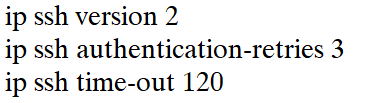 ip ssh version 2
ip ssh authentication-retries 3
ip ssh time-out 120